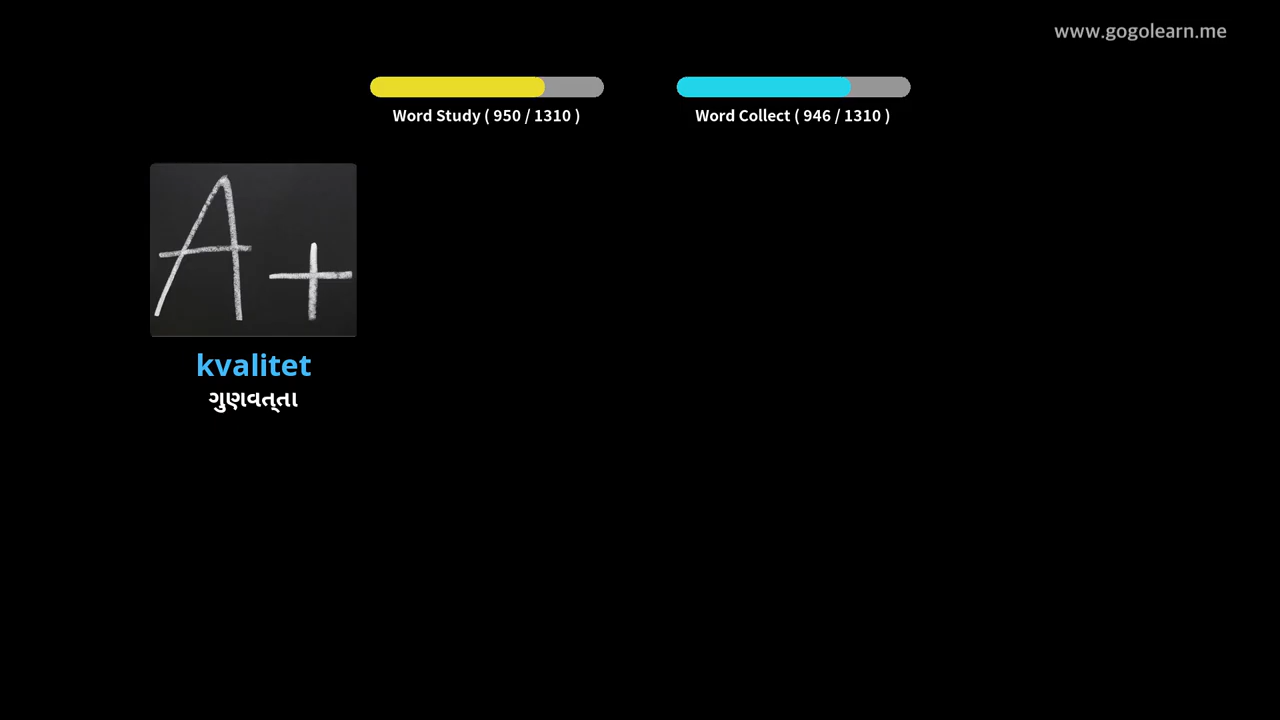 www.gogolearn.me
Word Study ( 950 / 1310 )
Word Collect ( 946 / 1310 )
A+
kvalitet
ગુણવત્‌તા